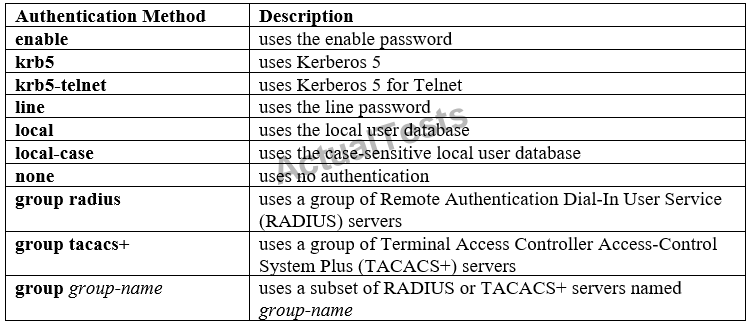 Authentication Method Description
enable uses the enable password
krb5 uses Kerberos 5
krb5-telnet uses Kerberos 5 for Telnet
line uses the line password
local uses the local user database
local-case uses the case-sensitive local user database
none uses no authentication
group radius uses a group of Remote Authentication Dial-In User Service
(RADIUS) servers
group tacacs+ uses a group of Terminal Access Controller Access-Control
System Plus (TACACS+) servers
group group-name uses a subset of RADIUS or TACACS+ servers named
group-name
ActualTests